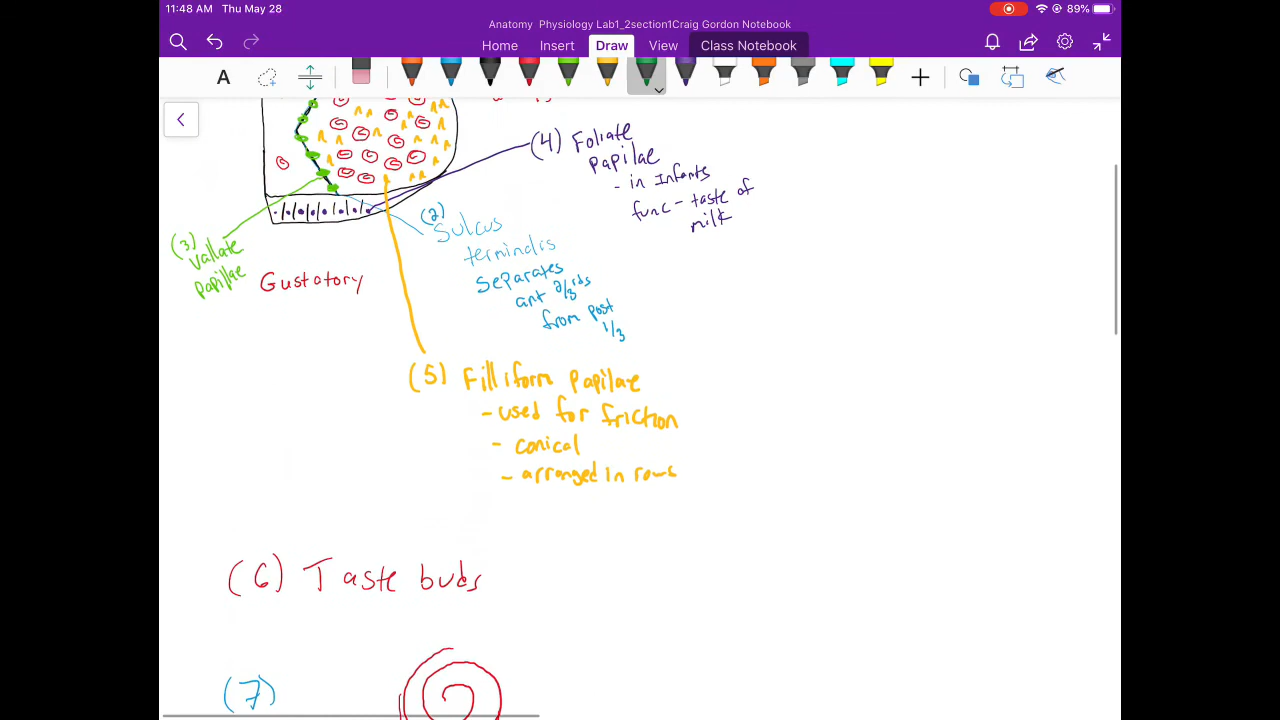 11:48 AM Thu May 28
89%
Anatomy Physiology Lab1_2section1Craig Gordon Notebook
Home Insert Draw View Class Notebook
A
(4) Foliate
papilae
- in Infants
func - taste of
milk
(2)
Sulcus
terminalis
Separates
ant 2/3rds
from post
1/3
(3)
vallate
papillae
Gustatory
(5) Filliform papilae
- used for friction
- conical
- arranged in rows
(6) Taste buds
(7)